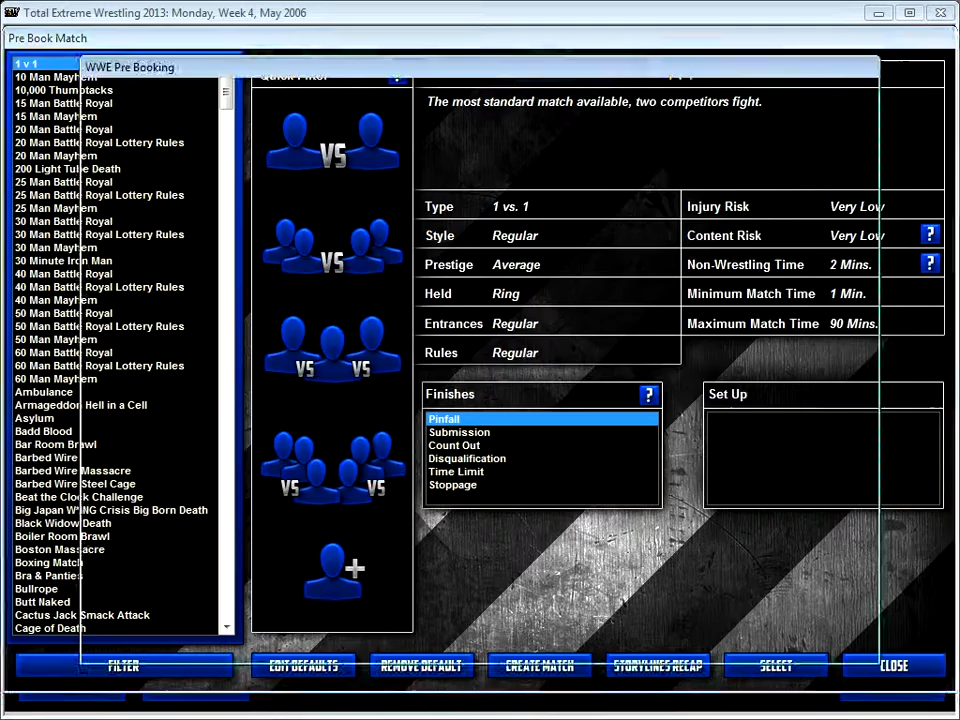 Total Extreme Wrestling 2013: Monday, Week 4, May 2006
Pre Book Match
WWE Pre Booking
1 v 1
10 Man Mayhem
10,000 Thumbtacks
15 Man Battle Royal
15 Man Mayhem
20 Man Battle Royal
20 Man Battle Royal Lottery Rules
20 Man Mayhem
200 Light Tube Death
25 Man Battle Royal
25 Man Battle Royal Lottery Rules
25 Man Mayhem
30 Man Battle Royal
30 Man Battle Royal Lottery Rules
30 Man Mayhem
30 Minute Iron Man
40 Man Battle Royal
40 Man Battle Royal Lottery Rules
40 Man Mayhem
50 Man Battle Royal
50 Man Battle Royal Lottery Rules
50 Man Mayhem
60 Man Battle Royal
60 Man Battle Royal Lottery Rules
60 Man Mayhem
Ambulance
Armageddon Hell in a Cell
Asylum
Badd Blood
Bar Room Brawl
Barbed Wire
Barbed Wire Massacre
Barbed Wire Steel Cage
Beat the Clock Challenge
Big Japan W*ING Crisis Big Born Death
Black Widow Death
Boiler Room Brawl
Boston Massacre
Boxing Match
Bra & Panties
Bullrope
Butt Naked
Cactus Jack Smack Attack
Cage of Death
Quick Filter ?
VS
VS
VS VS
VS VS
+
The most standard match available, two competitors fight.
Type 1 vs. 1
Style Regular
Prestige Average
Held Ring
Entrances Regular
Rules Regular
Injury Risk Very Low
Content Risk Very Low ?
Non-Wrestling Time 2 Mins. ?
Minimum Match Time 1 Min.
Maximum Match Time 90 Mins.
Finishes ?
Pinfall
Submission
Count Out
Disqualification
Time Limit
Stoppage
Set Up
FILTER
EDIT DEFAULTS
REMOVE DEFAULT
CREATE MATCH
STORYLINES RECAP
SELECT
CLOSE